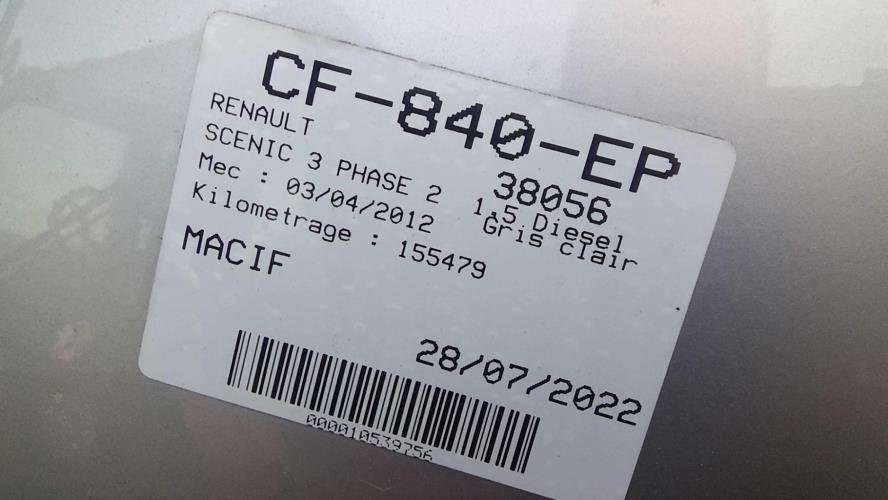 CF-840-EP
RENAULT 38056
SCENIC 3 PHASE 2 1.5 Diesel
Mec : 03/04/2012 Gris clair
Kilometrage : 155479
MACIF
28/07/2022
000010539756